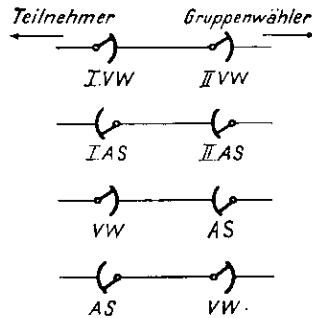 Teilnehmer Gruppenwähler
I.VW II VW
I.AS II.AS
VW AS
AS VW.